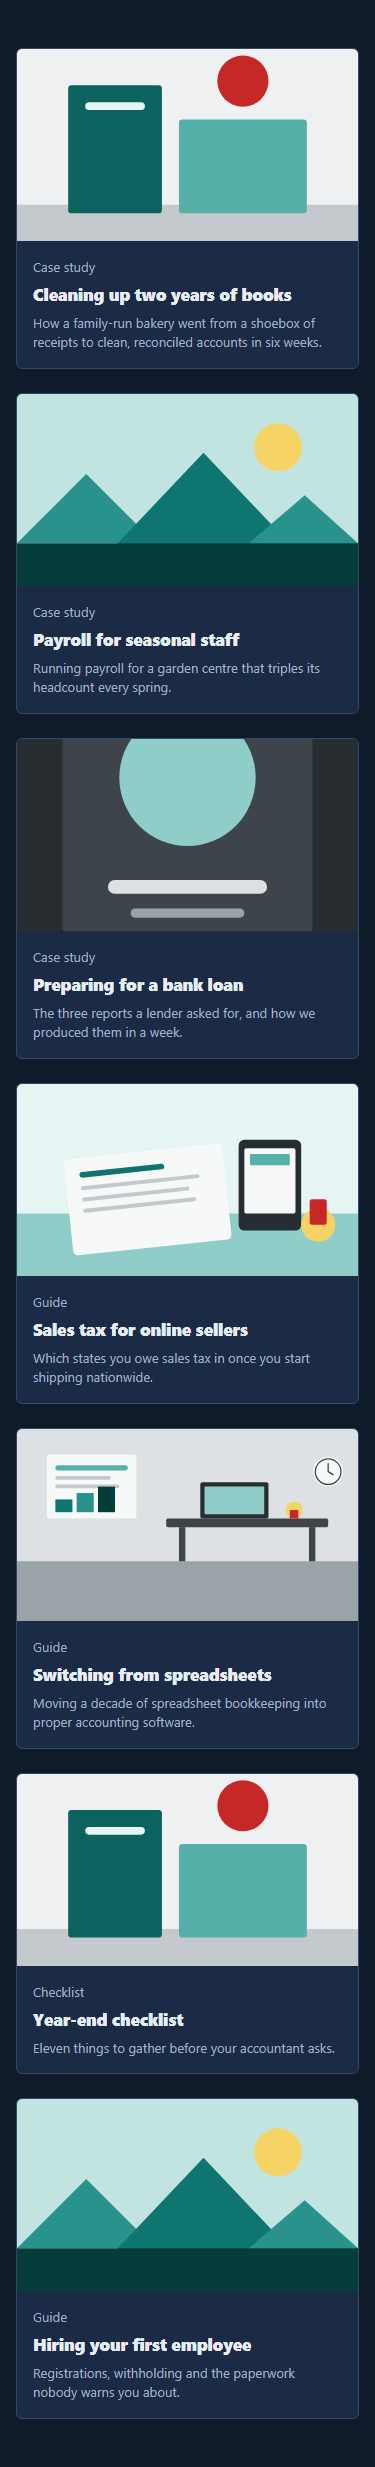 Case study
Cleaning up two years of books
How a family-run bakery went from a shoebox of
receipts to clean, reconciled accounts in six weeks.
Case study
Payroll for seasonal staff
Running payroll for a garden centre that triples its
headcount every spring.
Case study
Preparing for a bank loan
The three reports a lender asked for, and how we
produced them in a week.
Guide
Sales tax for online sellers
Which states you owe sales tax in once you start
shipping nationwide.
Guide
Switching from spreadsheets
Moving a decade of spreadsheet bookkeeping into
proper accounting software.
Checklist
Year-end checklist
Eleven things to gather before your accountant asks.
Guide
Hiring your first employee
Registrations, withholding and the paperwork
nobody warns you about.